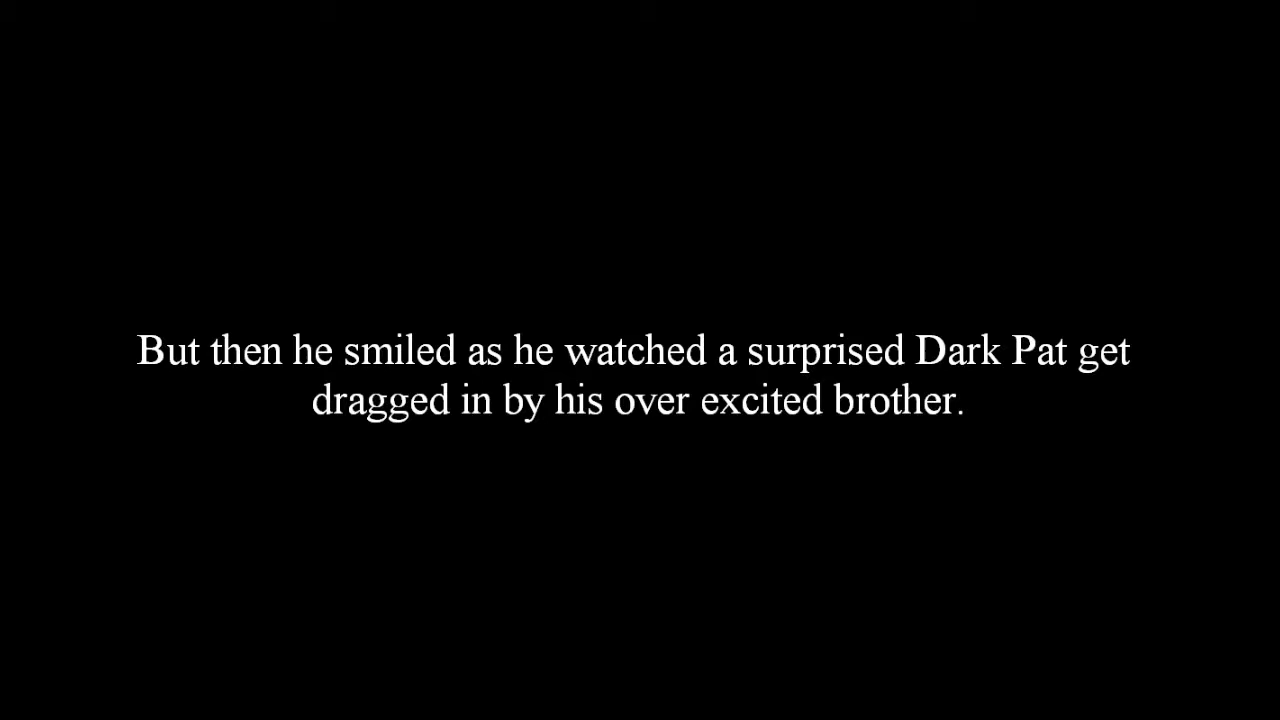 But then he smiled as he watched a surprised Dark Pat get
dragged in by his over excited brother.